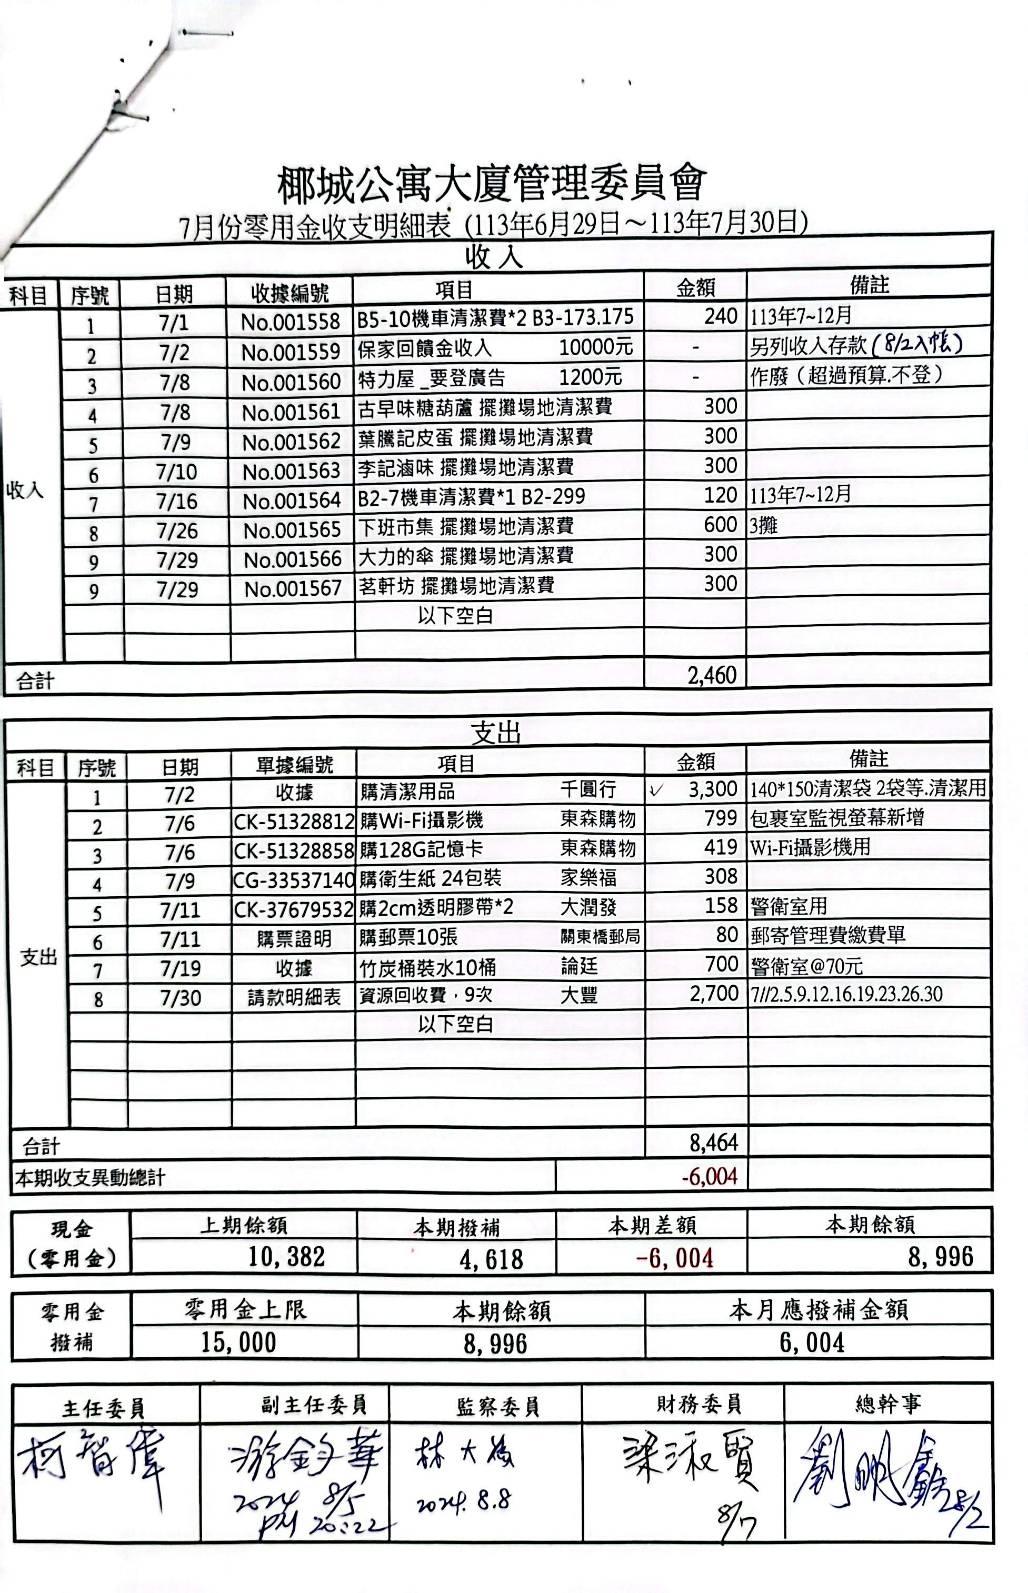 椰城公寓大廈管理委員會
7月份零用金收支明細表 (113年6月29日～113年7月30日)
收入
科目 序號 日期 收據編號 項目 金額 備註
收入
1 7/1 No.001558 B5-10機車清潔費*2 B3-173.175 240 113年7~12月
2 7/2 No.001559 保家回饋金收入 10000元 - 另列收入存款(8/2入帳)
3 7/8 No.001560 特力屋_要登廣告 1200元 - 作廢（超過預算.不登）
4 7/8 No.001561 古早味糖葫蘆 擺攤場地清潔費 300
5 7/9 No.001562 葉騰記皮蛋 擺攤場地清潔費 300
6 7/10 No.001563 李記滷味 擺攤場地清潔費 300
7 7/16 No.001564 B2-7機車清潔費*1 B2-299 120 113年7~12月
8 7/26 No.001565 下班市集 擺攤場地清潔費 600 3攤
9 7/29 No.001566 大力的傘 擺攤場地清潔費 300
9 7/29 No.001567 茗軒坊 擺攤場地清潔費 300
以下空白
合計 2,460
支出
科目 序號 日期 單據編號 項目 金額 備註
支出
1 7/2 收據 購清潔用品 千圓行 ✓ 3,300 140*150清潔袋 2袋等.清潔用
2 7/6 CK-51328812 購Wi-Fi攝影機 東森購物 799 包裹室監視螢幕新增
3 7/6 CK-51328858 購128G記憶卡 東森購物 419 Wi-Fi攝影機用
4 7/9 CG-33537140 購衛生紙 24包裝 家樂福 308
5 7/11 CK-37679532 購2cm透明膠帶*2 大潤發 158 警衛室用
6 7/11 購票證明 購郵票10張 關東橋郵局 80 郵寄管理費繳費單
7 7/19 收據 竹炭桶裝水10桶 論廷 700 警衛室@70元
8 7/30 請款明細表 資源回收費，9次 大豐 2,700 7//2.5.9.12.16.19.23.26.30
以下空白
合計 8,464
本期收支異動總計 -6,004
現金（零用金） 上期餘額 本期撥補 本期差額 本期餘額
10,382 4,618 -6,004 8,996
零用金撥補 零用金上限 本期餘額 本月應撥補金額
15,000 8,996 6,004
主任委員 副主任委員 監察委員 財務委員 總幹事
柯智偉 游鈞華 林大 梁淑賢 劉明鑫
2024 8/5 2024.8.8 8/7 8/2
PM 20:22